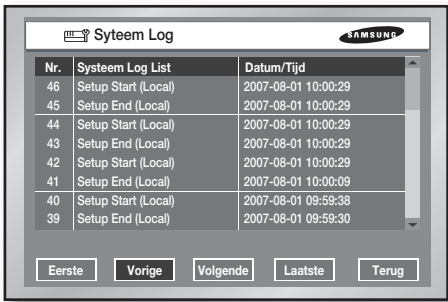 Syteem Log
SAMSUNG
Nr. Systeem Log List Datum/Tijd
46 Setup Start (Local) 2007-08-01 10:00:29
45 Setup End (Local) 2007-08-01 10:00:29
44 Setup Start (Local) 2007-08-01 10:00:29
43 Setup End (Local) 2007-08-01 10:00:29
42 Setup Start (Local) 2007-08-01 10:00:29
41 Setup End (Local) 2007-08-01 10:00:09
40 Setup Start (Local) 2007-08-01 09:59:38
39 Setup End (Local) 2007-08-01 09:59:30
Eerste Vorige Volgende Laatste Terug